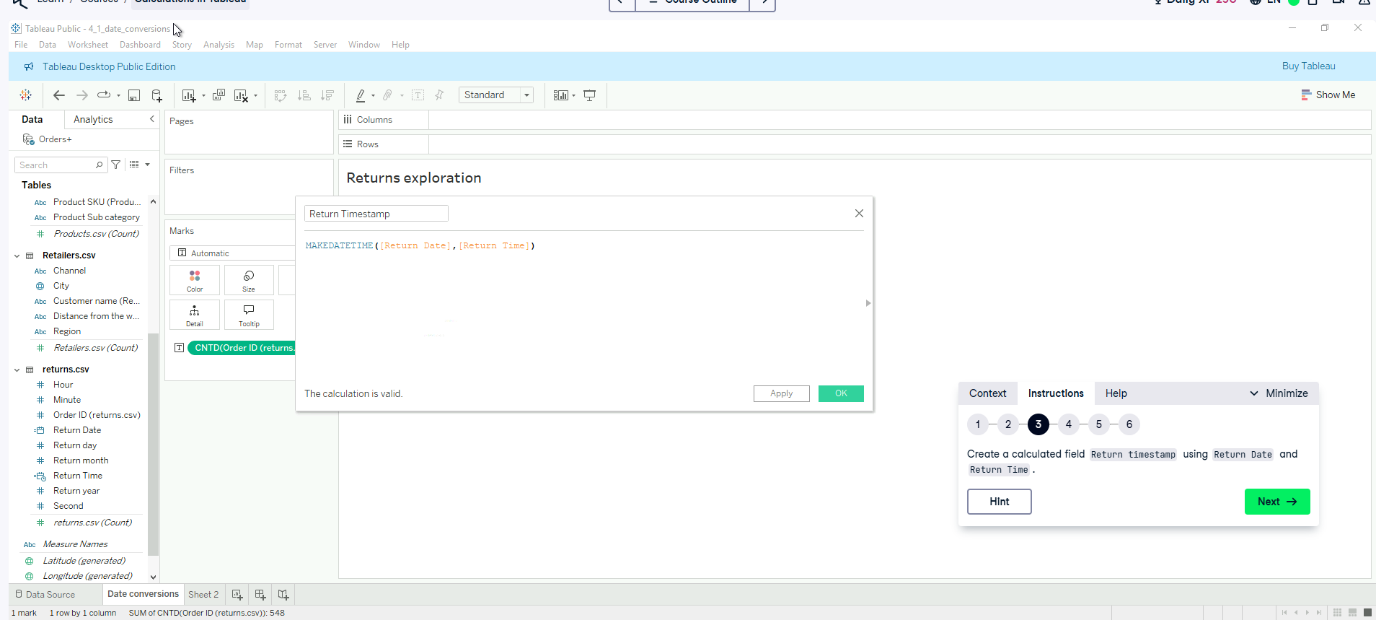 Learn / Courses / Calculations in Tableau
Course Outline
Daily XP 250 EN
Tableau Public - 4_1_date_conversions
File Data Worksheet Dashboard Story Analysis Map Format Server Window Help
Tableau Desktop Public Edition Buy Tableau
Standard Show Me
Data Analytics
Orders+
Search
Tables
Abc Product SKU (Produ...
Abc Product Sub category
Products.csv (Count)
Retailers.csv
Abc Channel
City
Abc Customer name (Re...
Abc Distance from the w...
Abc Region
Retailers.csv (Count)
returns.csv
# Hour
# Minute
# Order ID (returns.csv)
Return Date
# Return day
# Return month
Return Time
# Return year
# Second
# returns.csv (Count)
Abc Measure Names
Latitude (generated)
Longitude (generated)
Pages
Filters
Marks
Automatic
Color Size
Detail Tooltip
CNTD(Order ID (returns.
Columns
Rows
Returns exploration
Return Timestamp
MAKEDATETIME([Return Date],[Return Time])
The calculation is valid.
Apply OK
Context Instructions Help Minimize
1 2 3 4 5 6
Create a calculated field Return timestamp using Return Date and
Return Time .
HInt Next →
Data Source Date conversions Sheet 2
1 mark 1 row by 1 column SUM of CNTD(Order ID (returns.csv)): 548